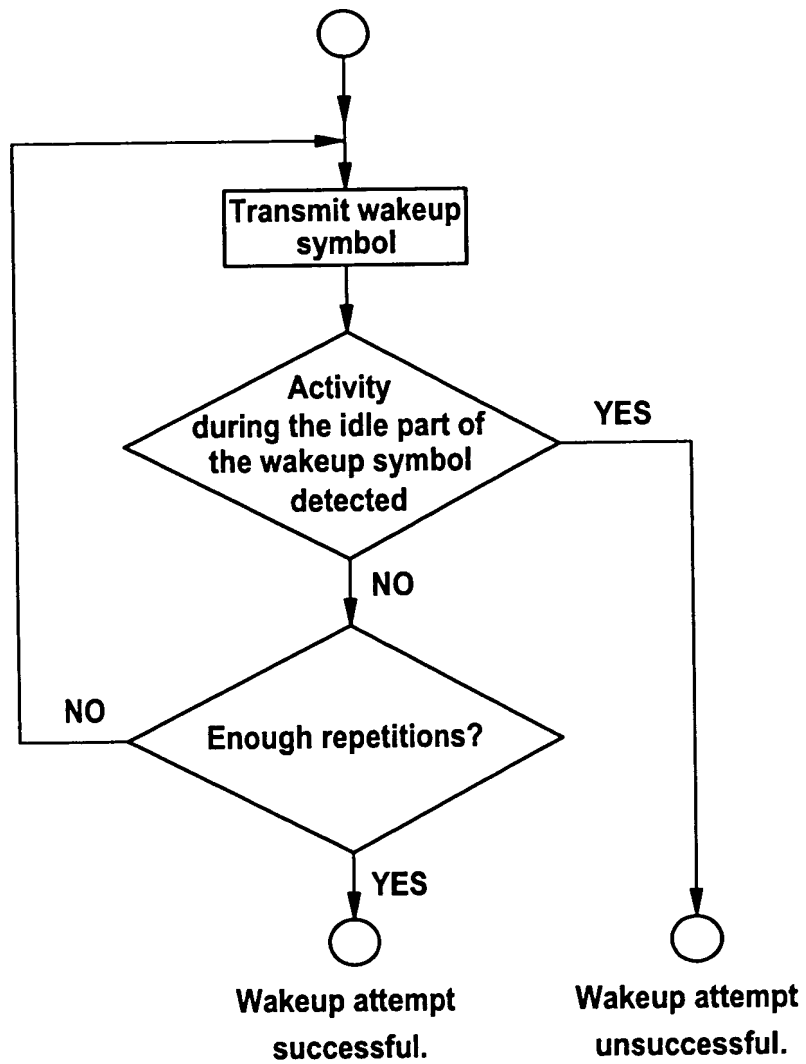 Transmit wakeup
symbol
Activity
during the idle part of
the wakeup symbol
detected
YES
NO
NO
Enough repetitions?
YES
Wakeup attempt
successful.
Wakeup attempt
unsuccessful.